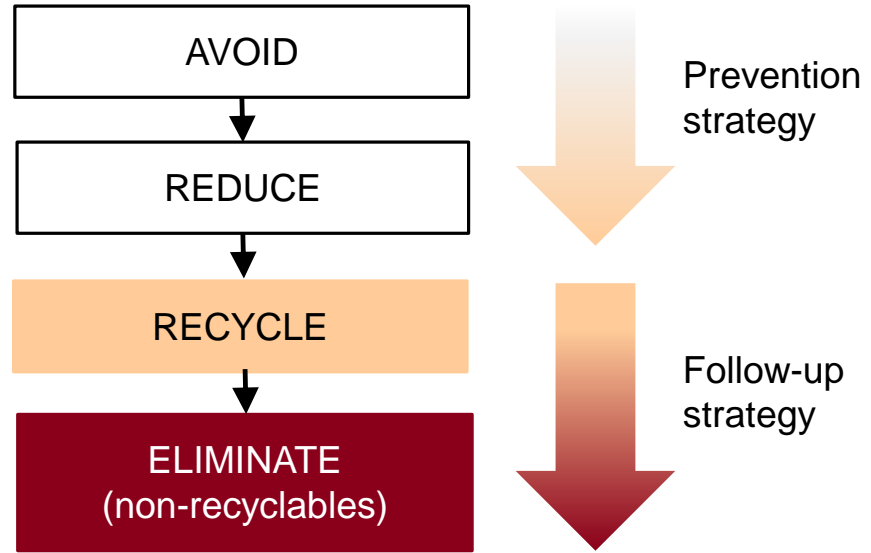 AVOID
Prevention
strategy
REDUCE
RECYCLE
Follow-up
strategy
ELIMINATE
(non-recyclables)